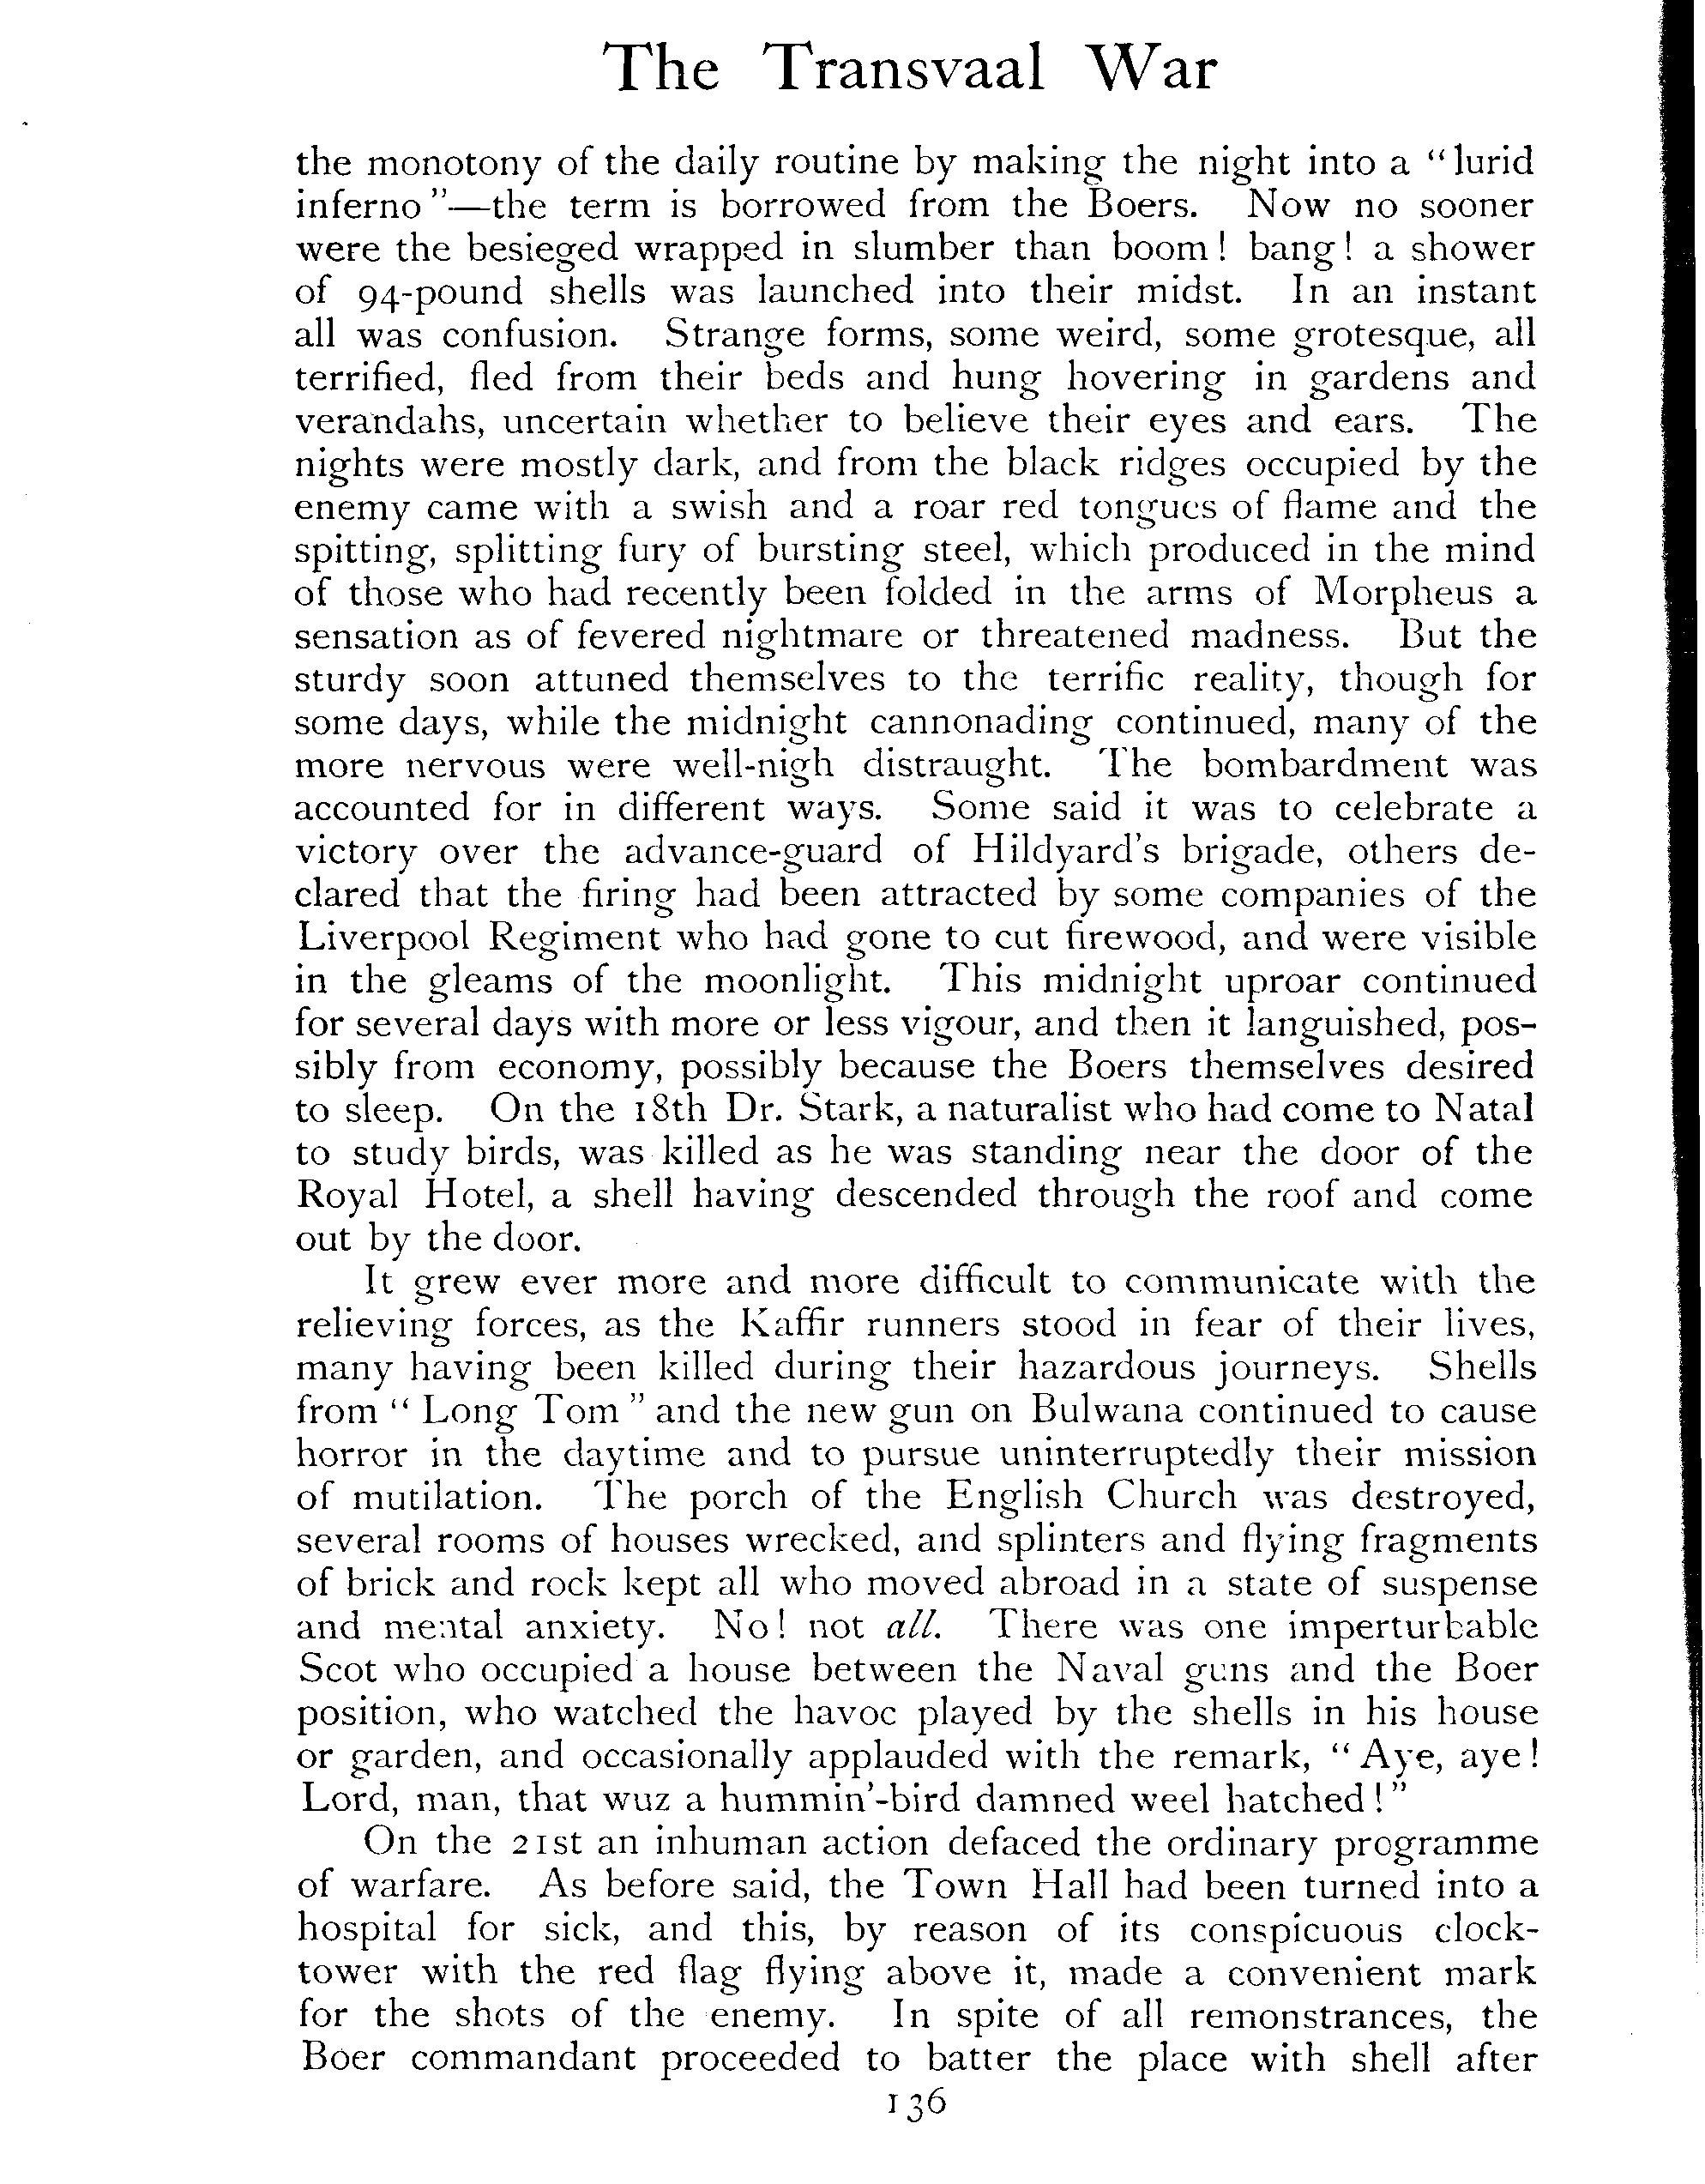 The Transvaal War
the monotony of the daily routine by making the night into a “lurid
inferno”—the term is borrowed from the Boers. Now no sooner
were the besieged wrapped in slumber than boom! bang! a shower
of 94-pound shells was launched into their midst. In an instant
all was confusion. Strange forms, some weird, some grotesque, all
terrified, fled from their beds and hung hovering in gardens and
verandahs, uncertain whether to believe their eyes and ears. The
nights were mostly dark, and from the black ridges occupied by the
enemy came with a swish and a roar red tongues of flame and the
spitting, splitting fury of bursting steel, which produced in the mind
of those who had recently been folded in the arms of Morpheus a
sensation as of fevered nightmare or threatened madness. But the
sturdy soon attuned themselves to the terrific reality, though for
some days, while the midnight cannonading continued, many of the
more nervous were well-nigh distraught. The bombardment was
accounted for in different ways. Some said it was to celebrate a
victory over the advance-guard of Hildyard's brigade, others de-
clared that the firing had been attracted by some companies of the
Liverpool Regiment who had gone to cut firewood, and were visible
in the gleams of the moonlight. This midnight uproar continued
for several days with more or less vigour, and then it languished, pos-
sibly from economy, possibly because the Boers themselves desired
to sleep. On the 18th Dr. Stark, a naturalist who had come to Natal
to study birds, was killed as he was standing near the door of the
Royal Hotel, a shell having descended through the roof and come
out by the door.
It grew ever more and more difficult to communicate with the
relieving forces, as the Kaffir runners stood in fear of their lives,
many having been killed during their hazardous journeys. Shells
from “Long Tom” and the new gun on Bulwana continued to cause
horror in the daytime and to pursue uninterruptedly their mission
of mutilation. The porch of the English Church was destroyed,
several rooms of houses wrecked, and splinters and flying fragments
of brick and rock kept all who moved abroad in a state of suspense
and mental anxiety. No! not all. There was one imperturbable
Scot who occupied a house between the Naval guns and the Boer
position, who watched the havoc played by the shells in his house
or garden, and occasionally applauded with the remark, “Aye, aye!
Lord, man, that wuz a hummin'-bird damned weel hatched!”
On the 21st an inhuman action defaced the ordinary programme
of warfare. As before said, the Town Hall had been turned into a
hospital for sick, and this, by reason of its conspicuous clock-
tower with the red flag flying above it, made a convenient mark
for the shots of the enemy. In spite of all remonstrances, the
Boer commandant proceeded to batter the place with shell after
136